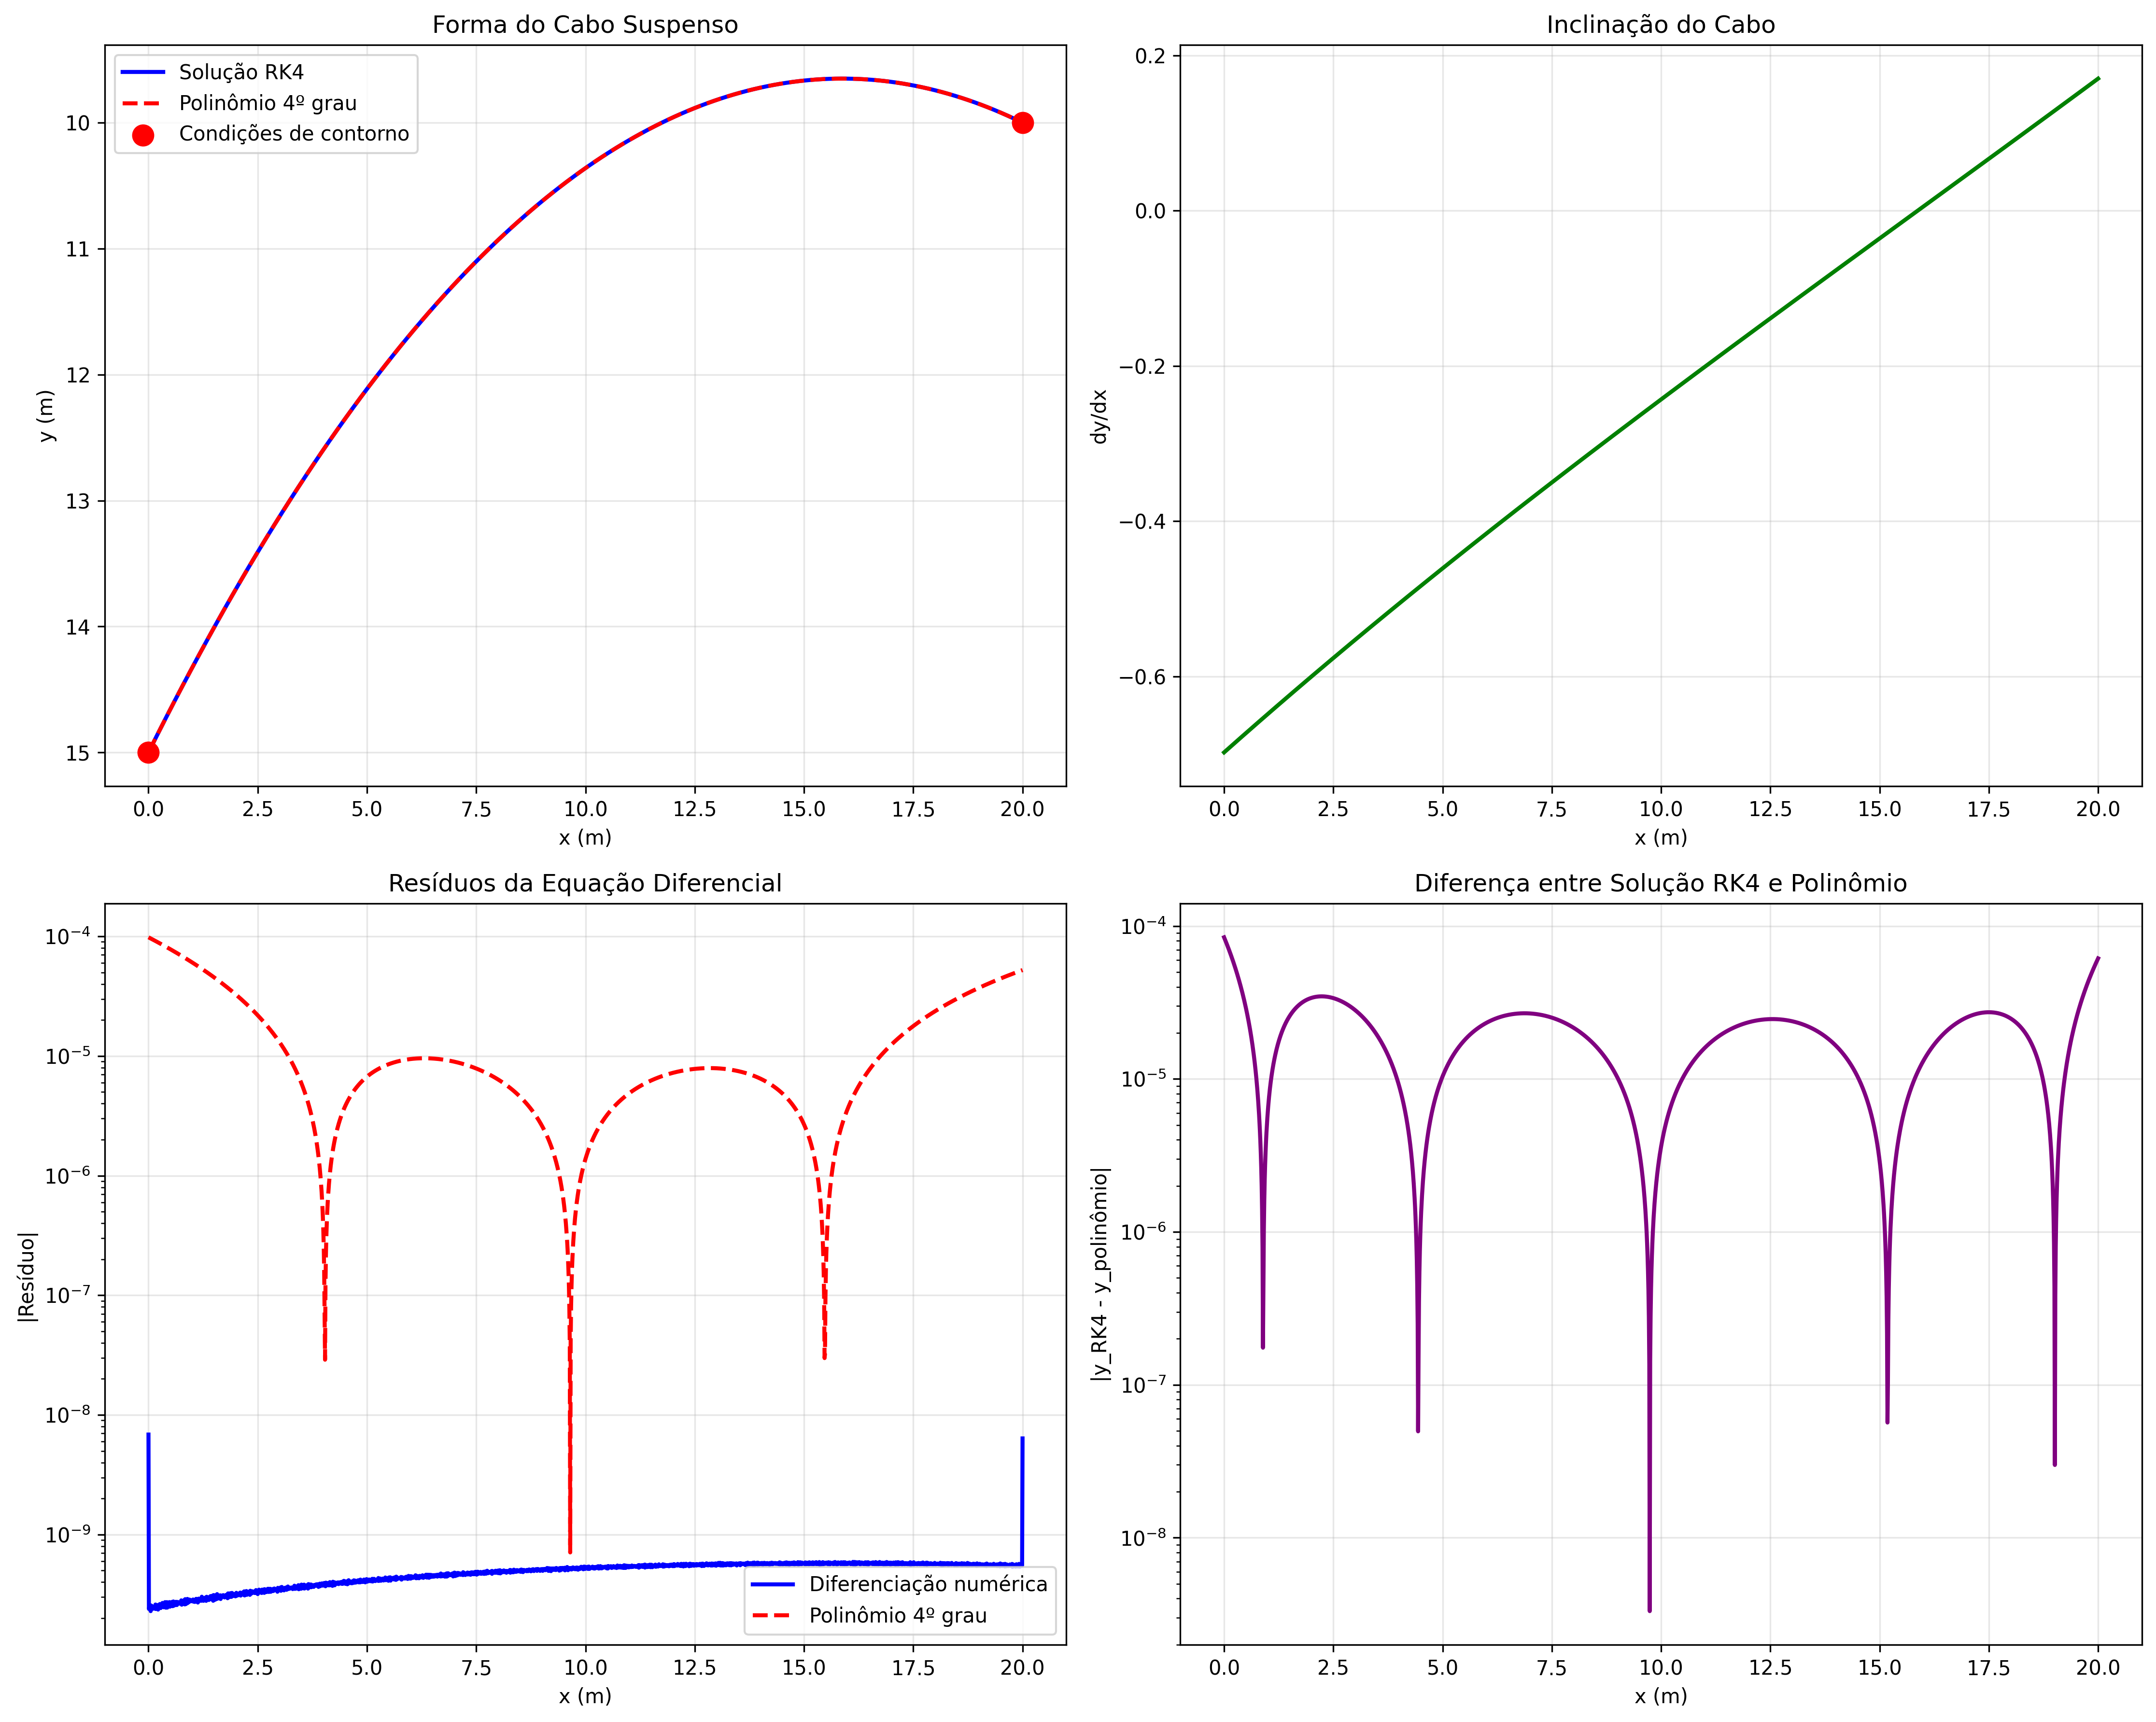 Forma do Cabo Suspenso
Solução RK4
Polinômio 4º grau
Condições de contorno
10
11
12
13
14
15
y (m)
0.0 2.5 5.0 7.5 10.0 12.5 15.0 17.5 20.0
x (m)
Inclinação do Cabo
0.2
0.0
−0.2
−0.4
−0.6
dy/dx
0.0 2.5 5.0 7.5 10.0 12.5 15.0 17.5 20.0
x (m)
Resíduos da Equação Diferencial
10⁻⁴
10⁻⁵
10⁻⁶
10⁻⁷
10⁻⁸
10⁻⁹
|Resíduo|
Diferenciação numérica
Polinômio 4º grau
0.0 2.5 5.0 7.5 10.0 12.5 15.0 17.5 20.0
x (m)
Diferença entre Solução RK4 e Polinômio
10⁻⁴
10⁻⁵
10⁻⁶
10⁻⁷
10⁻⁸
|y_RK4 - y_polinômio|
0.0 2.5 5.0 7.5 10.0 12.5 15.0 17.5 20.0
x (m)